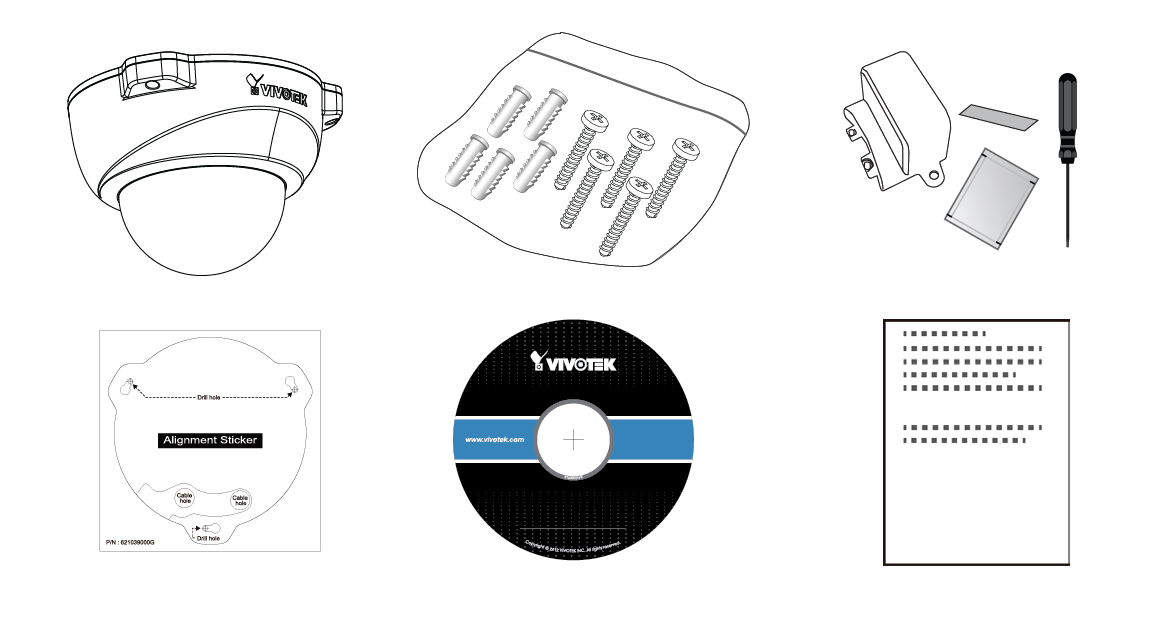 VIVOTEK
Drill hole
Alignment Sticker
Cable
hole
Cable
hole
Drill hole
P/N : 621039000G
VIVOTEK
www.vivotek.com
Copyright © 2012 VIVOTEK INC., All rights reserved.